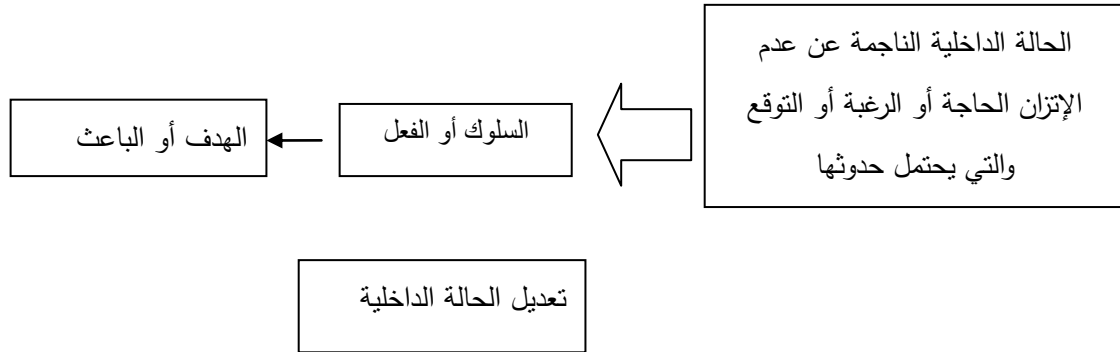 الحالة الداخلية الناجمة عن عدم
الإتزان الحاجة أو الرغبة أو التوقع
والتي يحتمل حدوثها
السلوك أو الفعل
الهدف أو الباعث
تعديل الحالة الداخلية